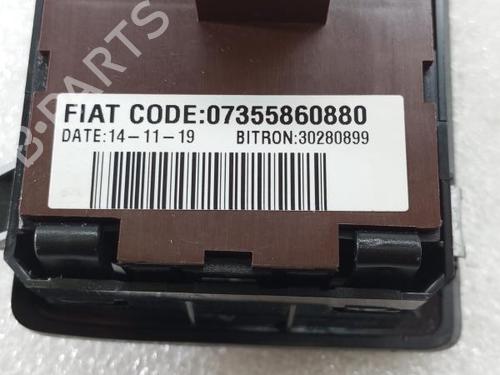 B-PARTS
FIAT CODE:07355860880
DATE:14-11-19 BITRON:30280899